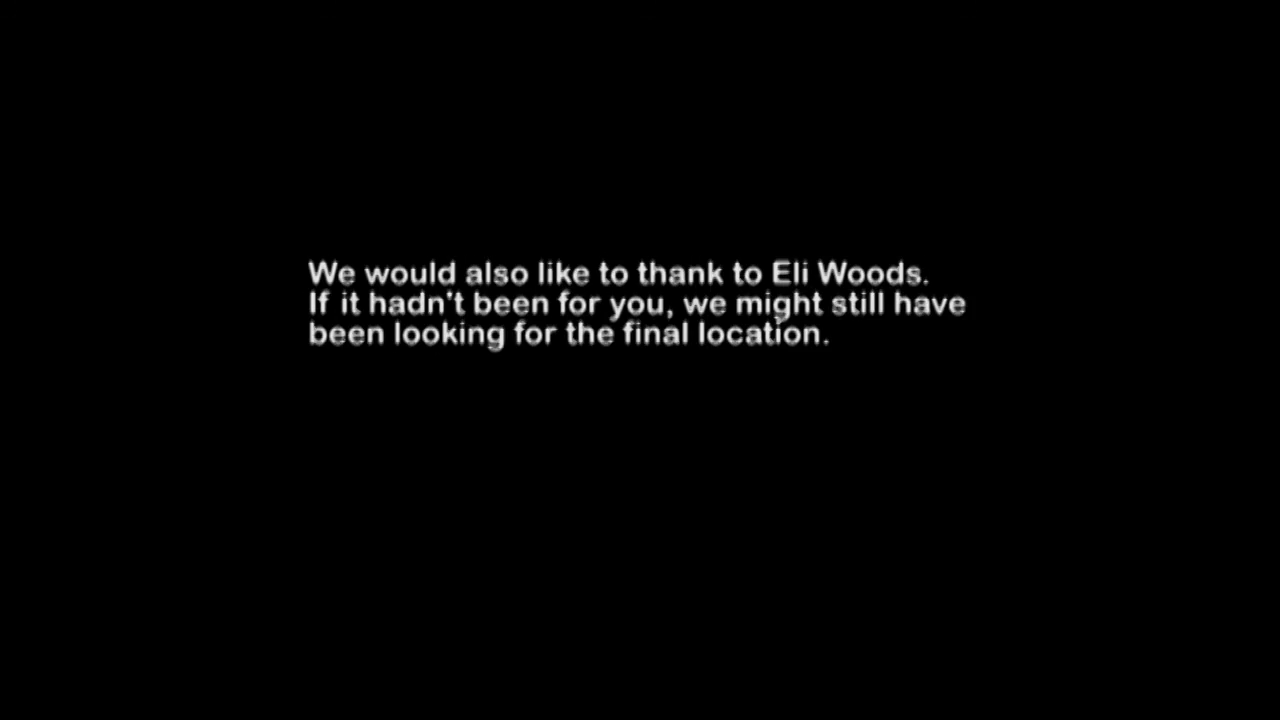 We would also like to thank to Eli Woods.
If it hadn't been for you, we might still have
been looking for the final location.